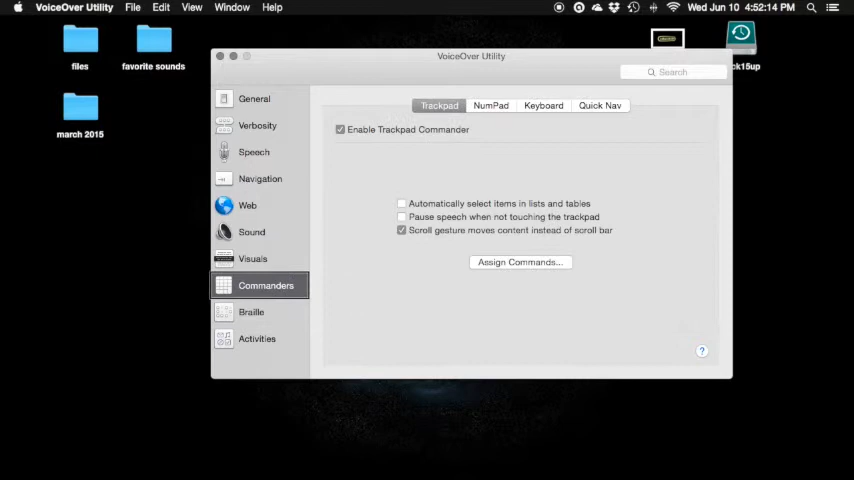 VoiceOver Utility File Edit View Window Help Wed Jun 10 4:52:14 PM
files
favorite sounds
ck15up
march 2015
VoiceOver Utility
Search
General
Verbosity
Speech
Navigation
Web
Sound
Visuals
Commanders
Braille
Activities
Trackpad NumPad Keyboard Quick Nav
Enable Trackpad Commander
Automatically select items in lists and tables
Pause speech when not touching the trackpad
Scroll gesture moves content instead of scroll bar
Assign Commands...
?